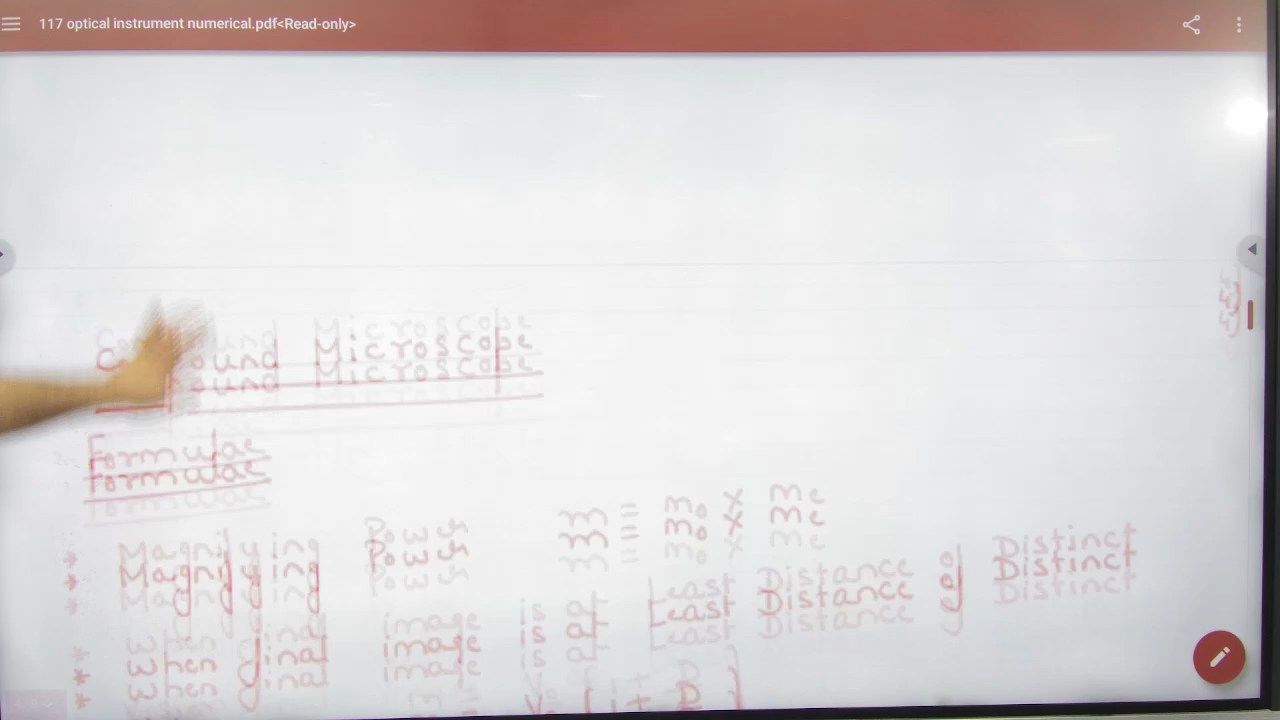 117 optical instrument numerical.pdf<Read-only>
Compound Microscope
Formulae
* Magnifying Power m = mo x me
* when final image is at Least Distance of Distinct